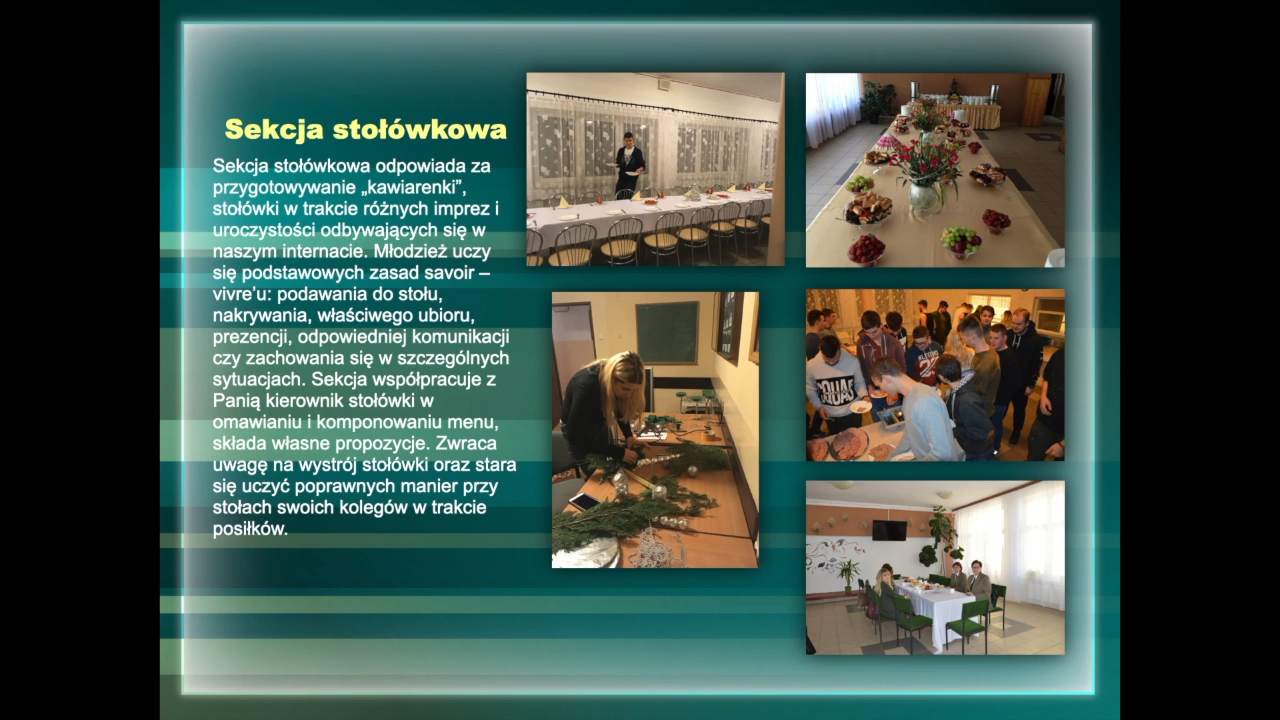 Sekcja stołówkowa
Sekcja stołówkowa odpowiada za
przygotowywanie „kawiarenki”,
stołówki w trakcie różnych imprez i
uroczystości odbywających się w
naszym internacie. Młodzież uczy
się podstawowych zasad savoir –
vivre’u: podawania do stołu,
nakrywania, właściwego ubioru,
prezencji, odpowiedniej komunikacji
czy zachowania się w szczególnych
sytuacjach. Sekcja współpracuje z
Panią kierownik stołówki w
omawianiu i komponowaniu menu,
składa własne propozycje. Zwraca
uwagę na wystrój stołówki oraz stara
się uczyć poprawnych manier przy
stołach swoich kolegów w trakcie
posiłków.